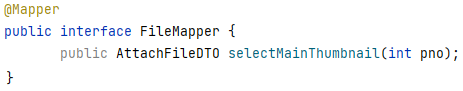 @Mapper
public interface FileMapper {
public AttachFileDTO selectMainThumbnail(int pno);
}